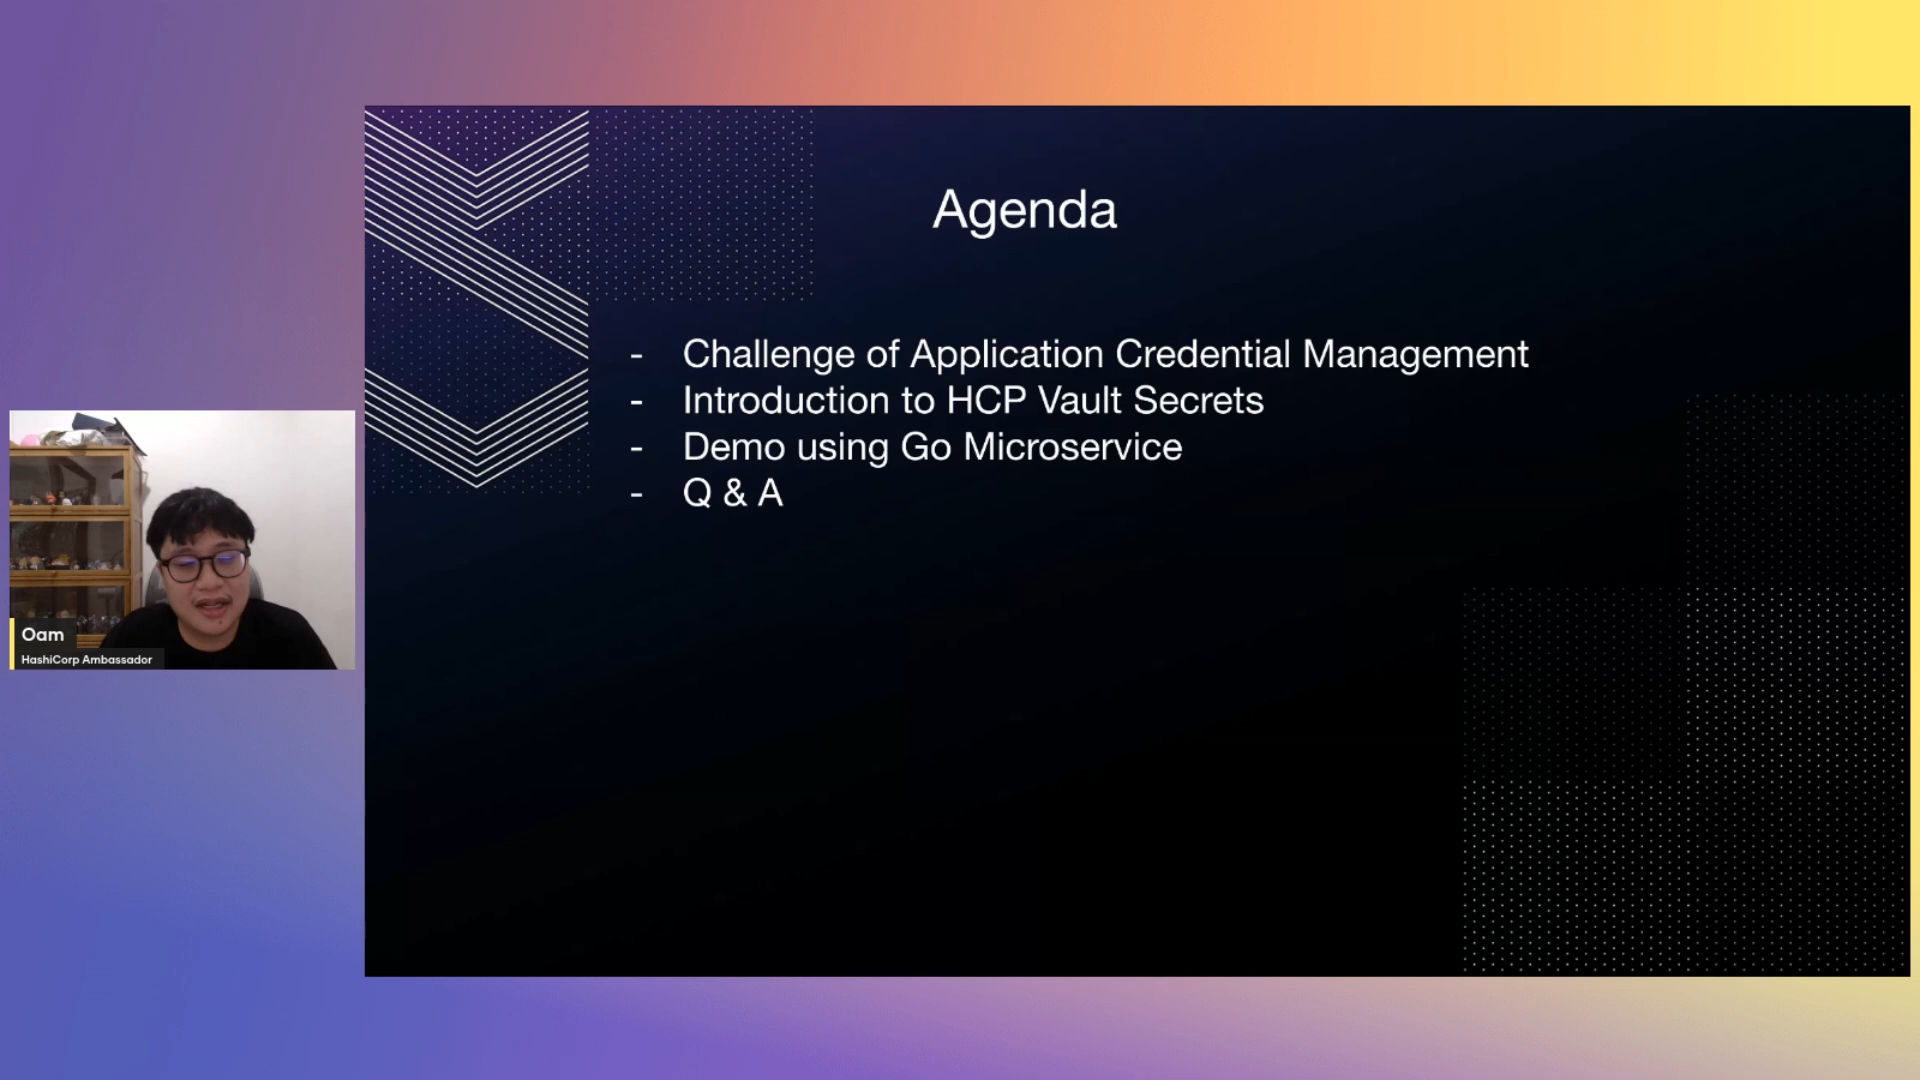 Agenda
- Challenge of Application Credential Management
- Introduction to HCP Vault Secrets
- Demo using Go Microservice
- Q & A
Oam
HashiCorp Ambassador